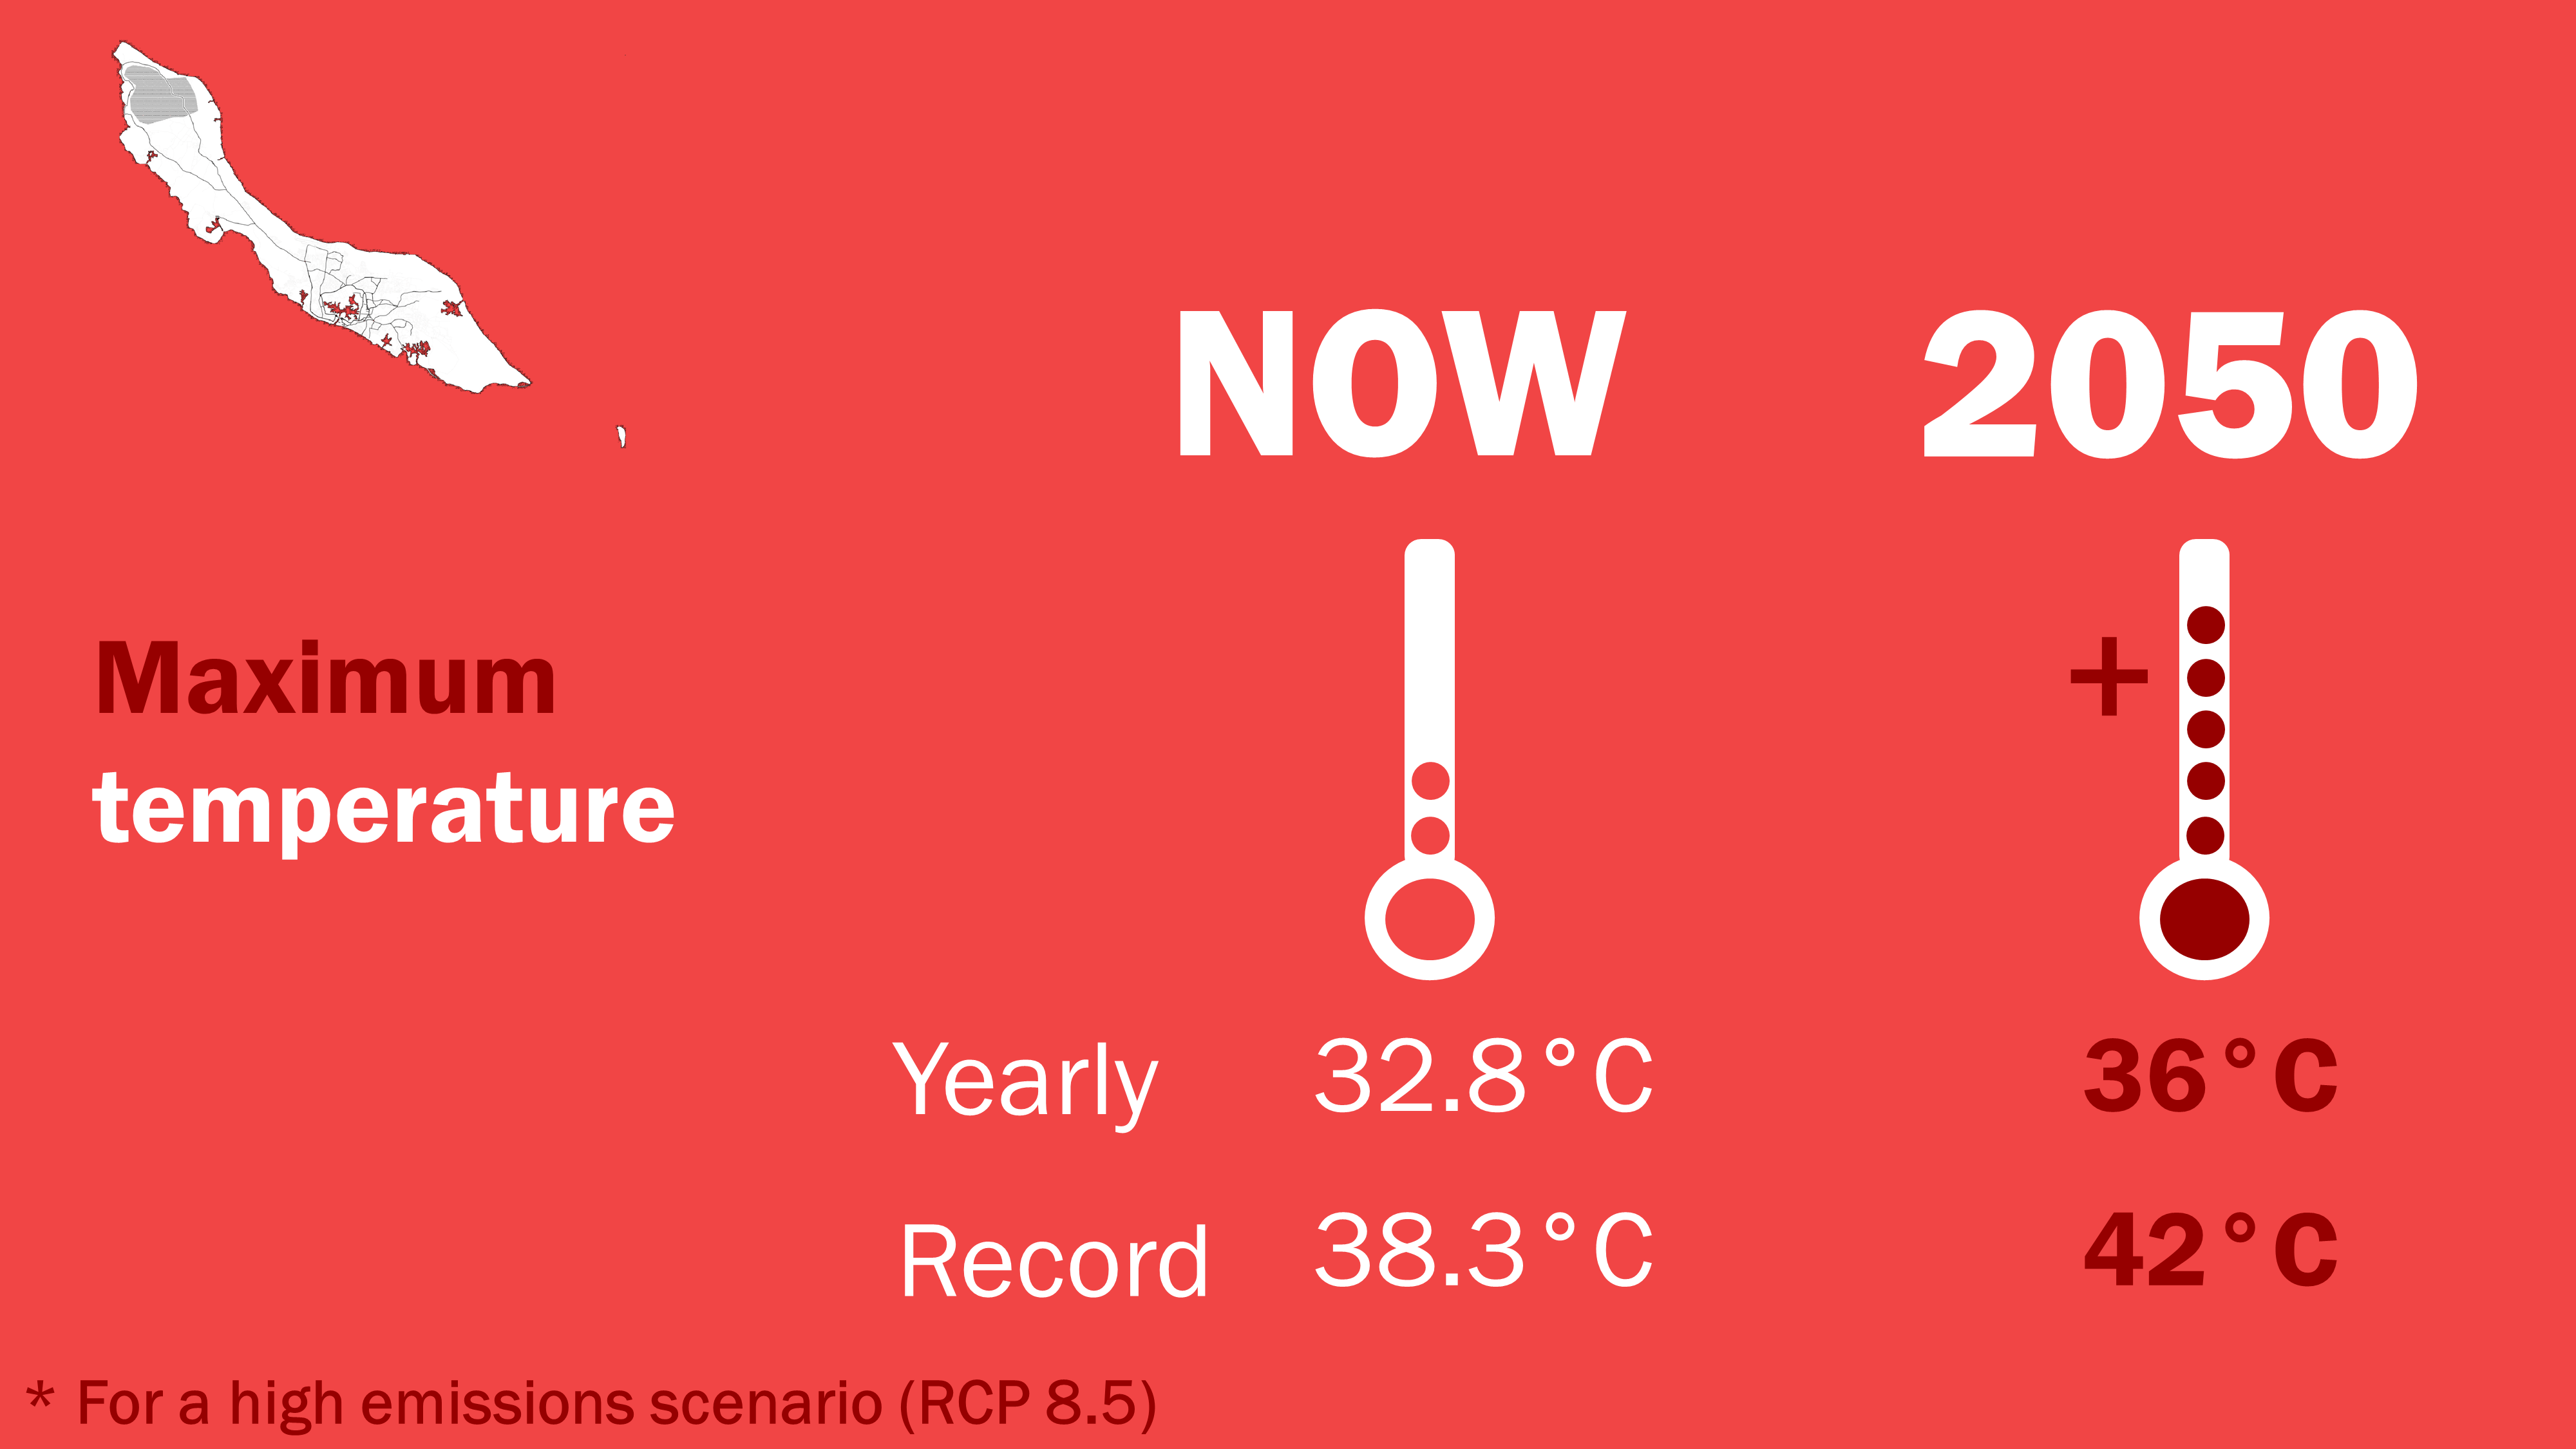 NOW 2050
Maximum
temperature
+
Yearly 32.8°C 36°C
Record 38.3°C 42°C
* For a high emissions scenario (RCP 8.5)